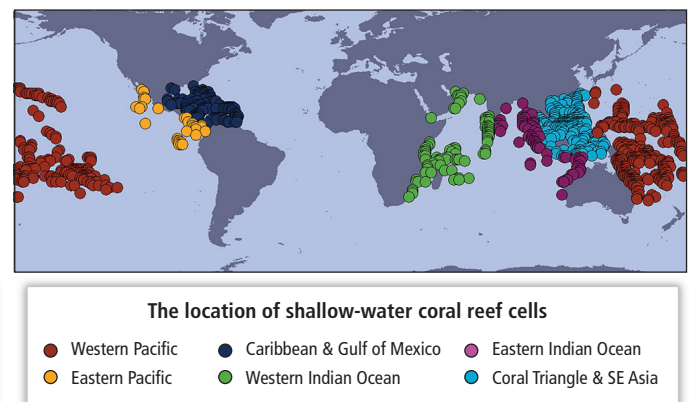 The location of shallow-water coral reef cells
Western Pacific
Caribbean & Gulf of Mexico
Eastern Indian Ocean
Eastern Pacific
Western Indian Ocean
Coral Triangle & SE Asia